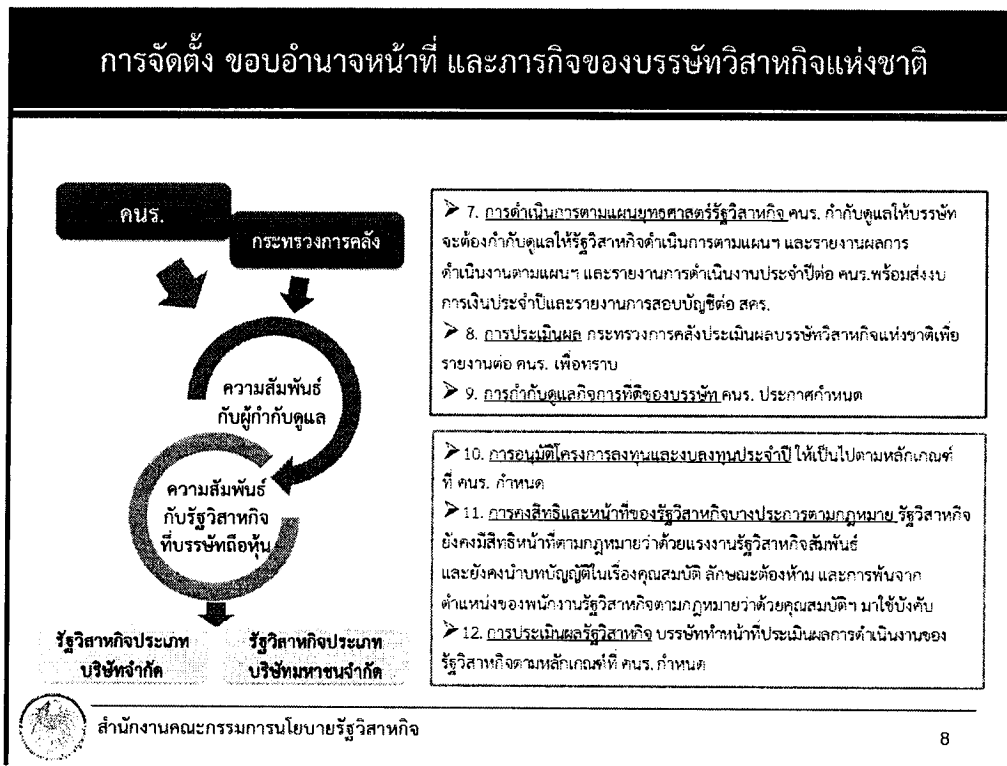 การจัดตั้ง ขอบอำนาจหน้าที่ และภารกิจของบรรษัทวิสาหกิจแห่งชาติ
คนร.
กระทรวงการคลัง
ความสัมพันธ์
กับผู้กำกับดูแล
ความสัมพันธ์
กับรัฐวิสาหกิจ
ที่บรรษัทถือหุ้น
รัฐวิสาหกิจประเภท
บริษัทจำกัด
รัฐวิสาหกิจประเภท
บริษัทมหาชนจำกัด
➢ 7. การดำเนินการตามแผนยุทธศาสตร์รัฐวิสาหกิจ คนร. กำกับดูแลให้บรรษัท
จะต้องกำกับดูแลให้รัฐวิสาหกิจดำเนินการตามแผนฯ และรายงานผลการ
ดำเนินงานตามแผนฯ และรายงานการดำเนินงานประจำปีต่อ คนร.พร้อมส่งงบ
การเงินประจำปีและรายงานการสอบบัญชีต่อ สคร.
➢ 8. การประเมินผล กระทรวงการคลังประเมินผลบรรษัทวิสาหกิจแห่งชาติเพื่อ
รายงานต่อ คนร. เพื่อทราบ
➢ 9. การกำกับดูแลกิจการที่ดีของบรรษัท คนร. ประกาศกำหนด
➢ 10. การอนุมัติโครงการลงทุนและงบลงทุนประจำปี ให้เป็นไปตามหลักเกณฑ์
ที่ คนร. กำหนด
➢ 11. การคงสิทธิและหน้าที่ของรัฐวิสาหกิจบางประการตามกฎหมาย รัฐวิสาหกิจ
ยังคงมีสิทธิหน้าที่ตามกฎหมายว่าด้วยแรงงานรัฐวิสาหกิจสัมพันธ์
และยังคงนำบทบัญญัติในเรื่องคุณสมบัติ ลักษณะต้องห้าม และการพ้นจาก
ตำแหน่งของพนักงานรัฐวิสาหกิจตามกฎหมายว่าด้วยคุณสมบัติฯ มาใช้บังคับ
➢ 12. การประเมินผลรัฐวิสาหกิจ บรรษัททำหน้าที่ประเมินผลการดำเนินงานของ
รัฐวิสาหกิจตามหลักเกณฑ์ที่ คนร. กำหนด
สำนักงานคณะกรรมการนโยบายรัฐวิสาหกิจ
8